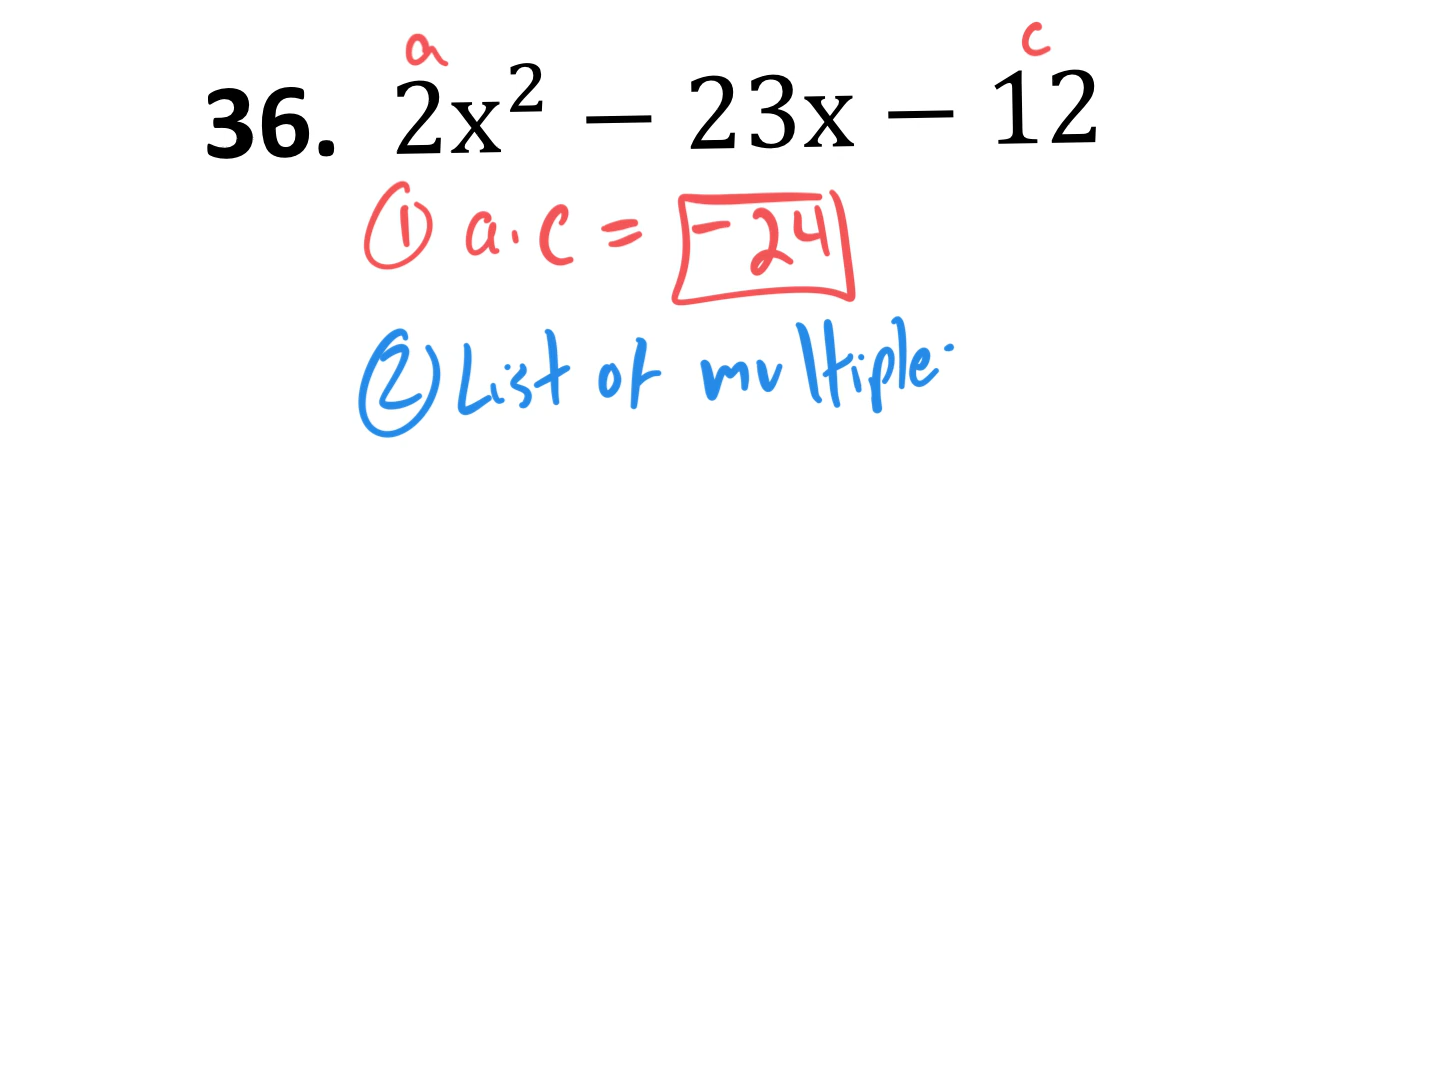 a c
36. 2x² − 23x − 12
① a · c = -24
② List of multiple